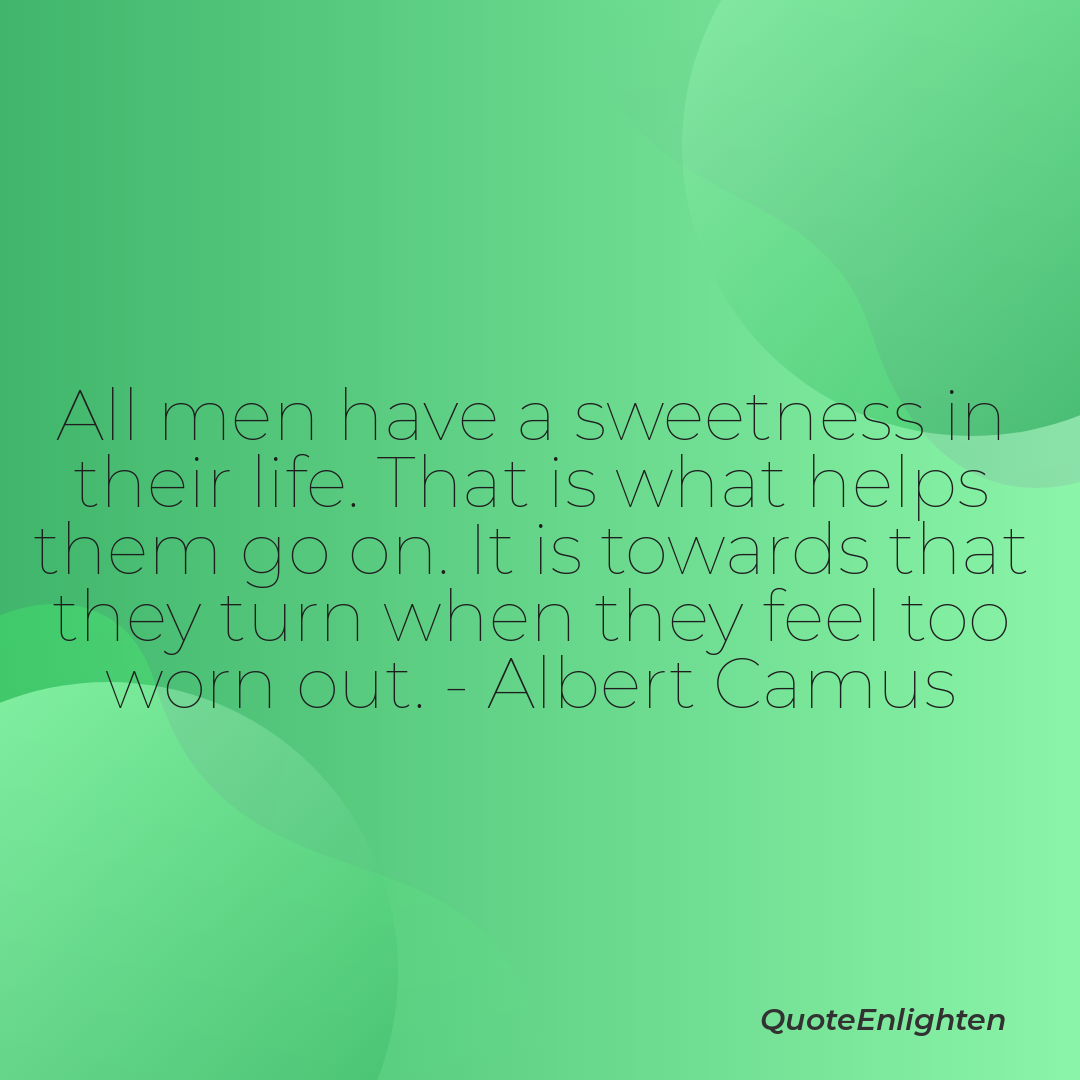 All men have a sweetness in
their life. That is what helps
them go on. It is towards that
they turn when they feel too
worn out. - Albert Camus
QuoteEnlighten